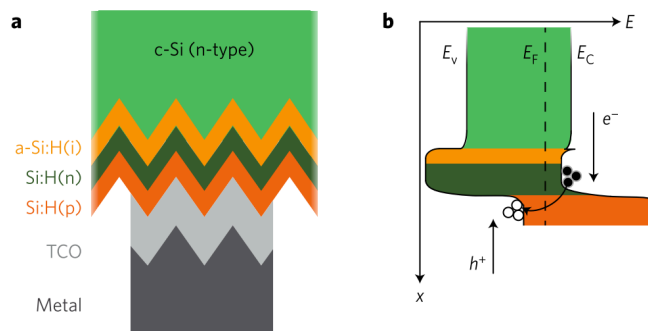 a
c-Si (n-type)
a-Si:H(i)
Si:H(n)
Si:H(p)
TCO
Metal
b
E
Ev
EF
EC
e−
h+
x